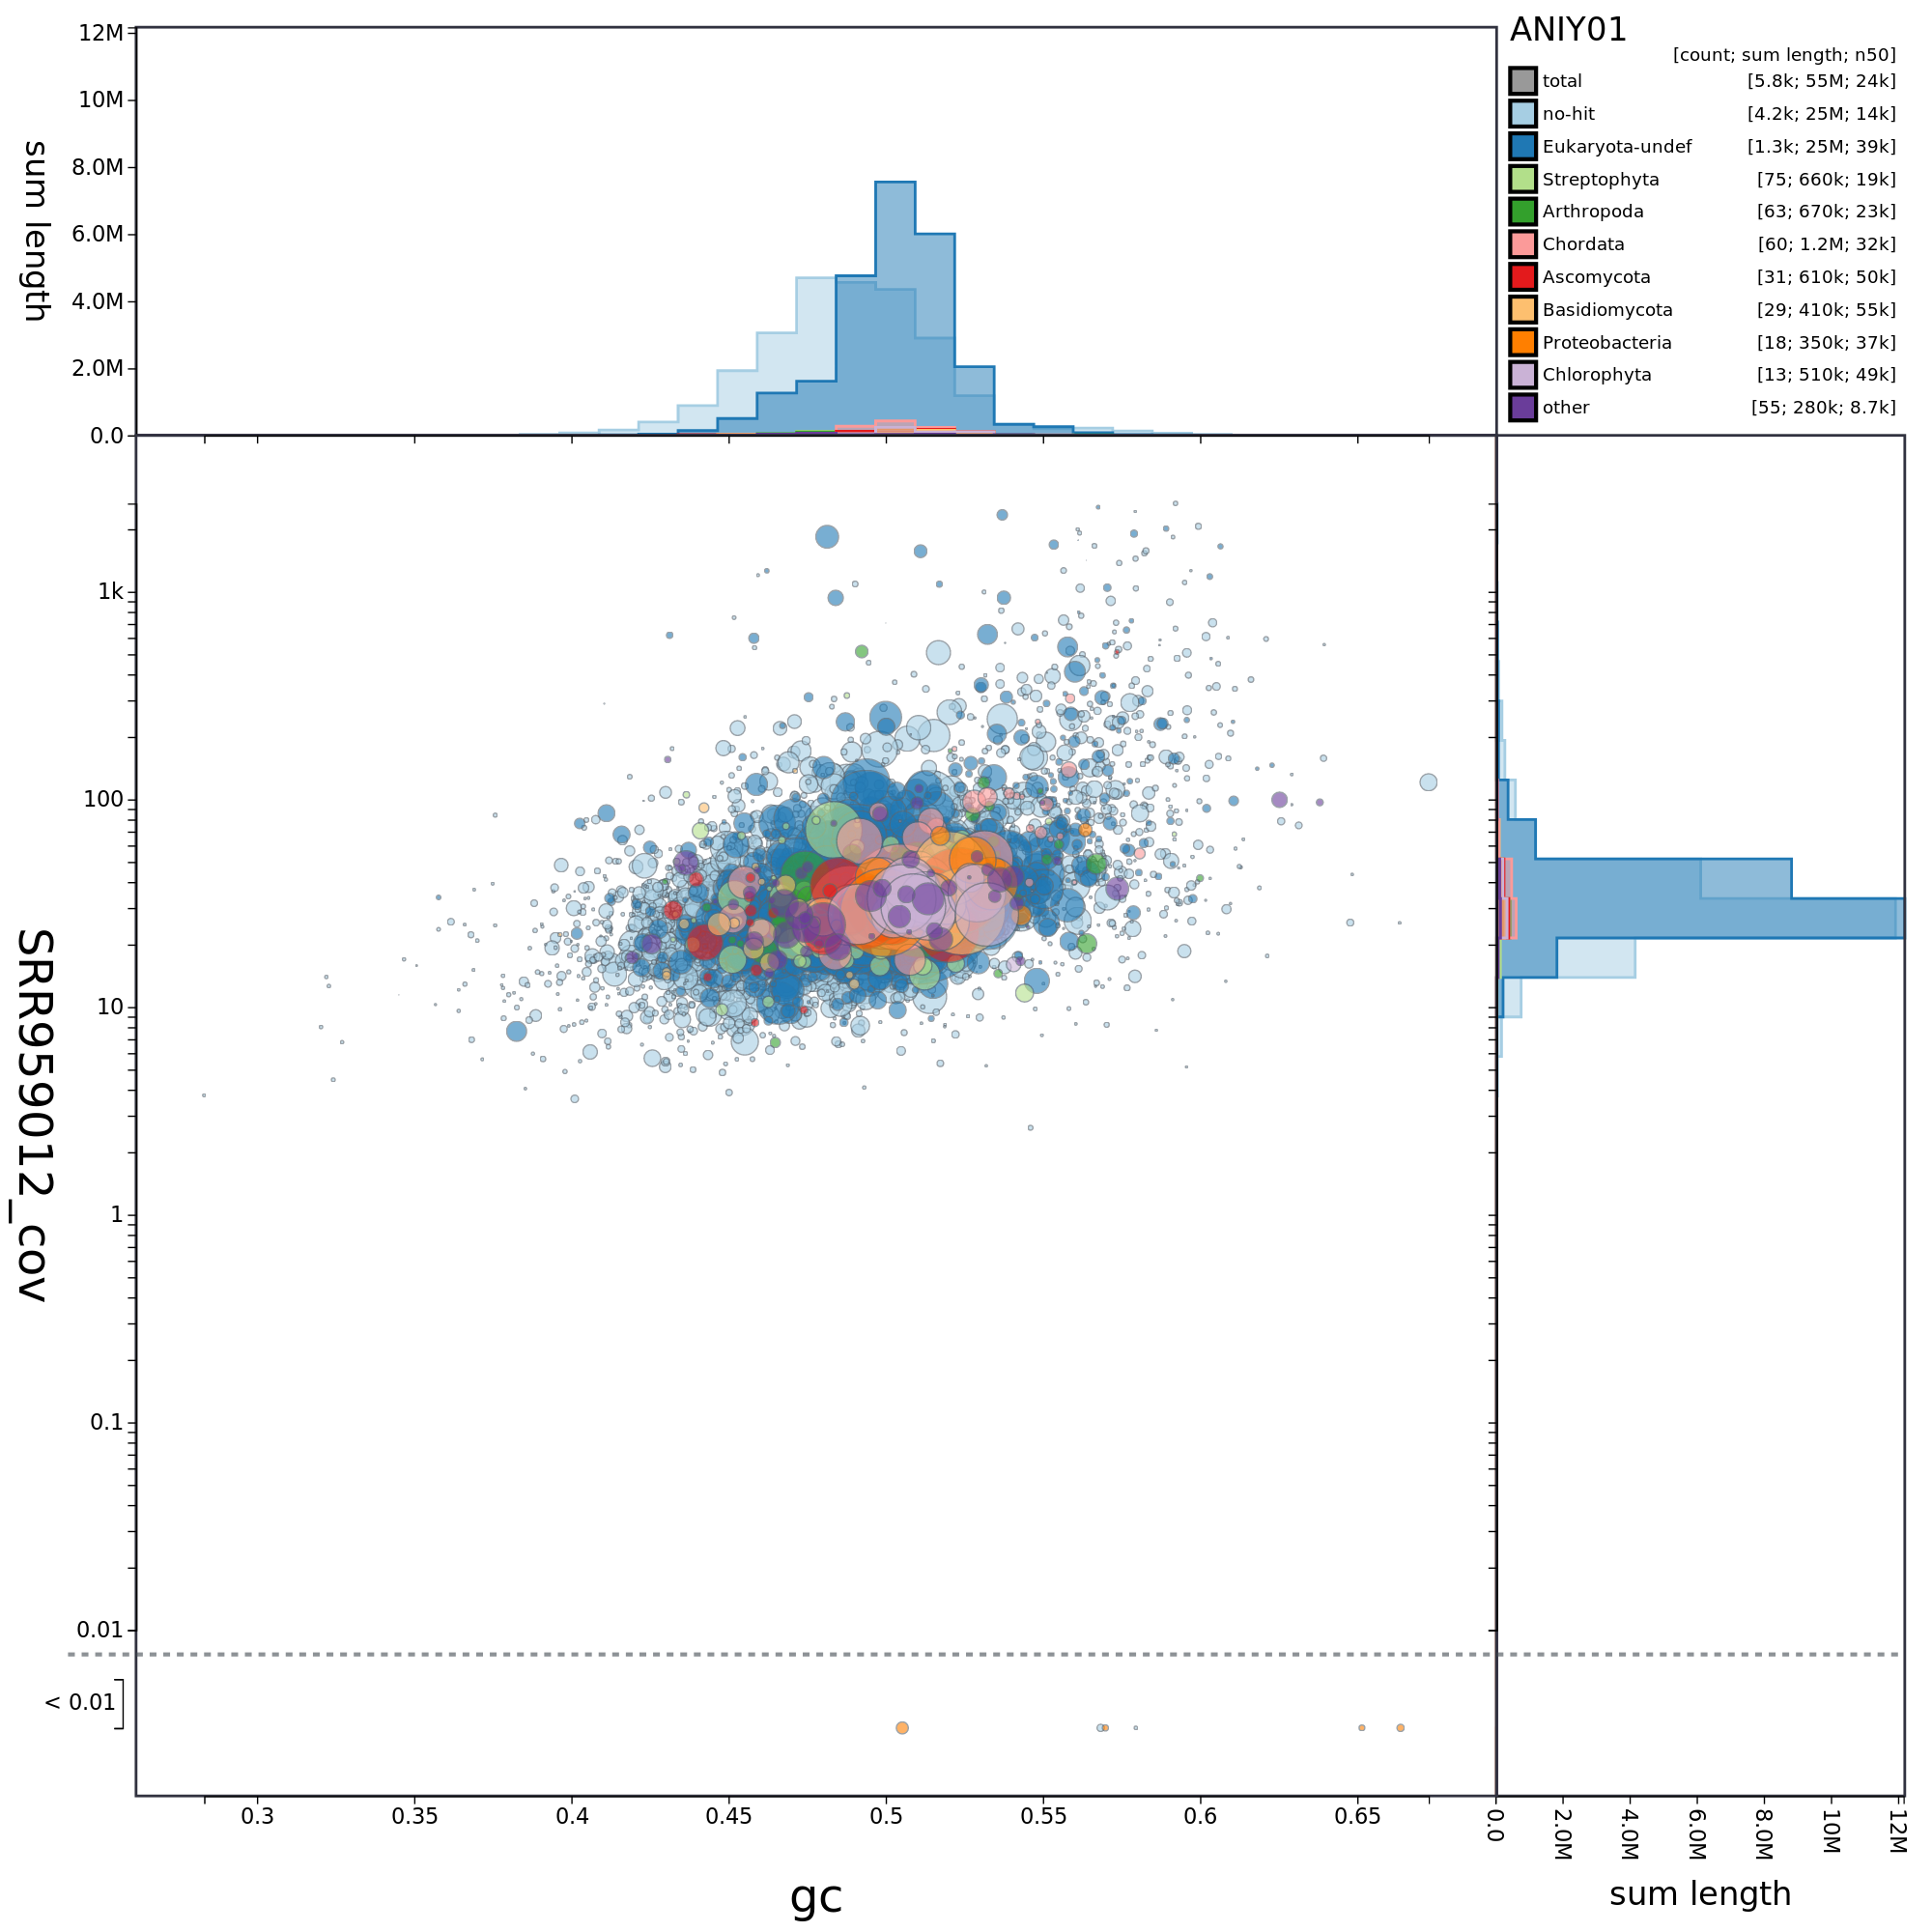 ANIY01
[count; sum length; n50]
total [5.8k; 55M; 24k]
no-hit [4.2k; 25M; 14k]
Eukaryota-undef [1.3k; 25M; 39k]
Streptophyta [75; 660k; 19k]
Arthropoda [63; 670k; 23k]
Chordata [60; 1.2M; 32k]
Ascomycota [31; 610k; 50k]
Basidiomycota [29; 410k; 55k]
Proteobacteria [18; 350k; 37k]
Chlorophyta [13; 510k; 49k]
other [55; 280k; 8.7k]
sum length
12M
10M
8.0M
6.0M
4.0M
2.0M
0.0
SRR959012_cov
1k
100
10
1
0.1
0.01
< 0.01
0.3 0.35 0.4 0.45 0.5 0.55 0.6 0.65
gc
0.0 2.0M 4.0M 6.0M 8.0M 10M 12M
sum length